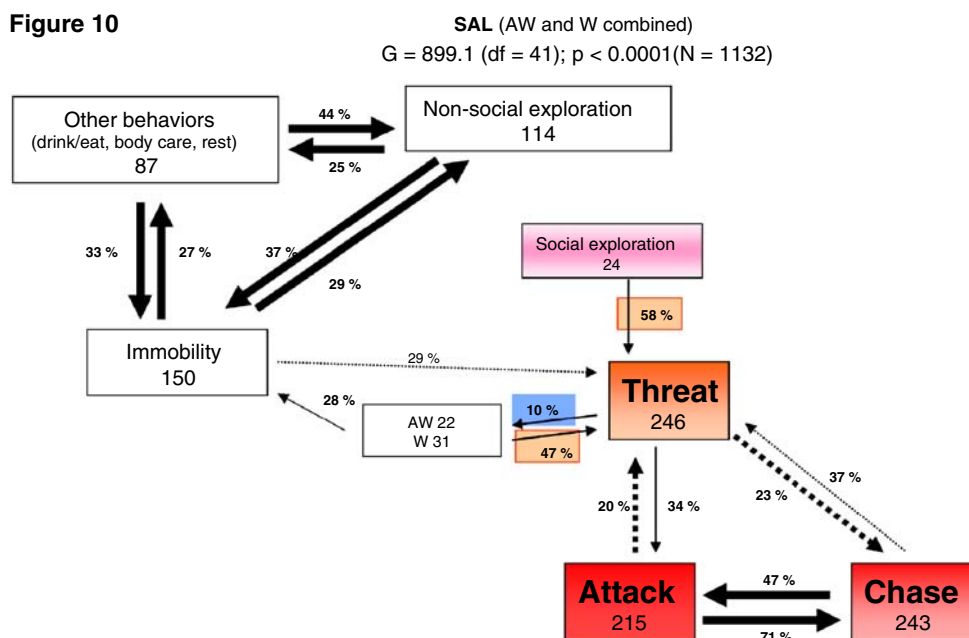 Figure 10
SAL (AW and W combined)
G = 899.1 (df = 41); p < 0.0001(N = 1132)
Other behaviors
(drink/eat, body care, rest)
87
44 %
25 %
Non-social exploration
114
33 %
27 %
37 %
29 %
Social exploration
24
58 %
Immobility
150
29 %
28 %
AW 22
W 31
10 %
47 %
Threat
246
20 %
34 %
23 %
37 %
Attack
215
47 %
71 %
Chase
243